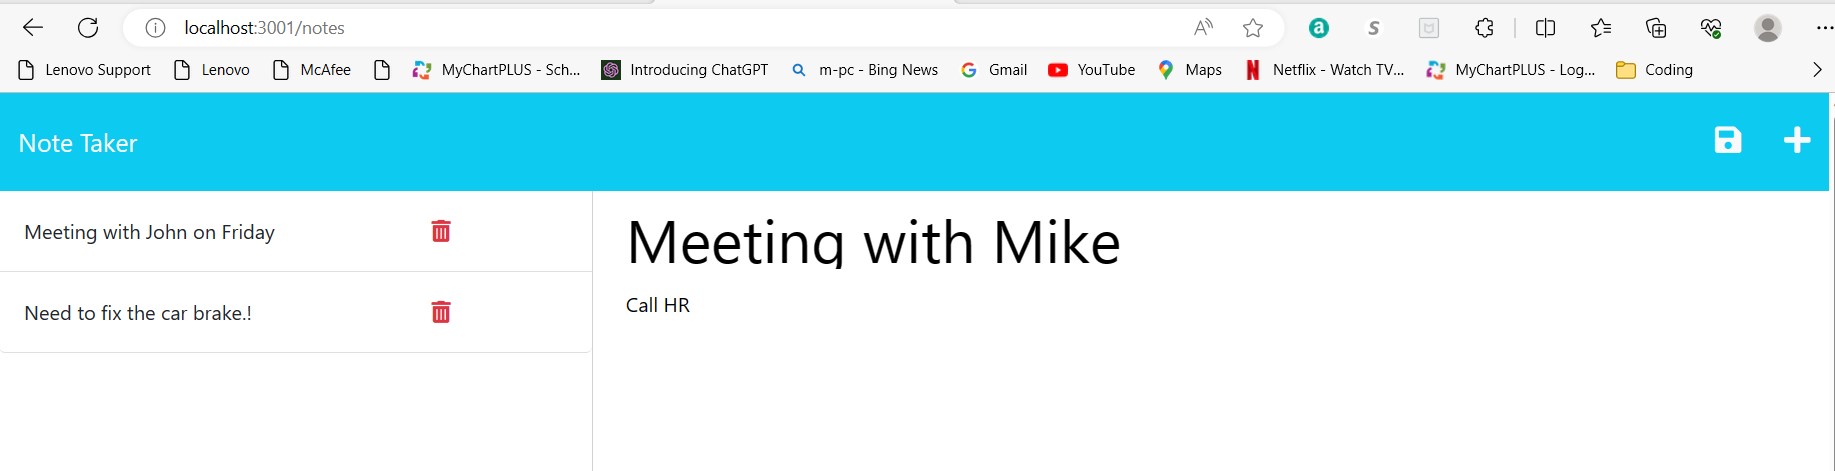 localhost:3001/notes
Lenovo Support Lenovo McAfee MyChartPLUS - Sch... Introducing ChatGPT m-pc - Bing News Gmail YouTube Maps Netflix - Watch TV... MyChartPLUS - Log... Coding
Note Taker
Meeting with John on Friday
Need to fix the car brake.!
Meeting with Mike
Call HR